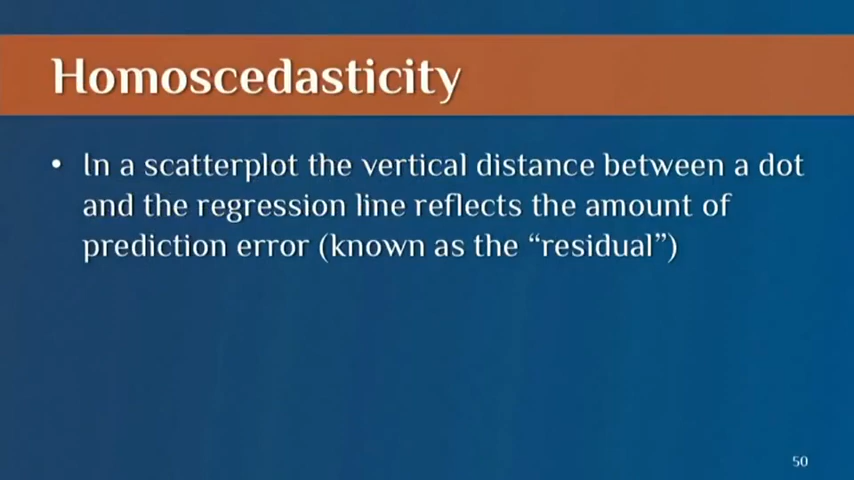 Homoscedasticity
• In a scatterplot the vertical distance between a dot
and the regression line reflects the amount of
prediction error (known as the “residual”)
50